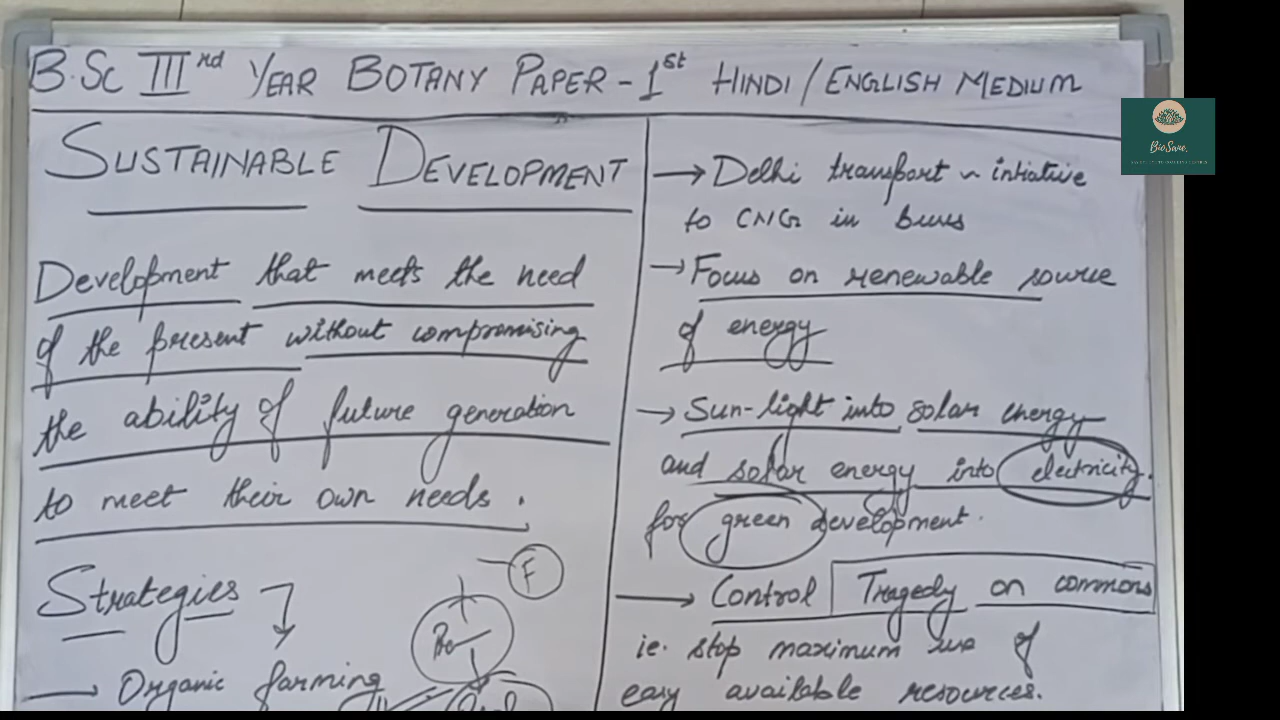 B.Sc IIIrd YEAR BOTANY PAPER - 1st HINDI / ENGLISH MEDIUM
SUSTAINABLE DEVELOPMENT
Development that meets the need
of the present without compromising
the ability of future generation
to meet their own needs.
Strategies
F
→ Organic farming
→ Delhi transport ~ intiative
to CNG in buses
→ Focus on renewable source
of energy
→ Sun-light into solar energy
and solar energy into electricity.
for green development.
→ Control Tragedy on commons
ie. stop maximum use of
easy available resources.
BioSane.